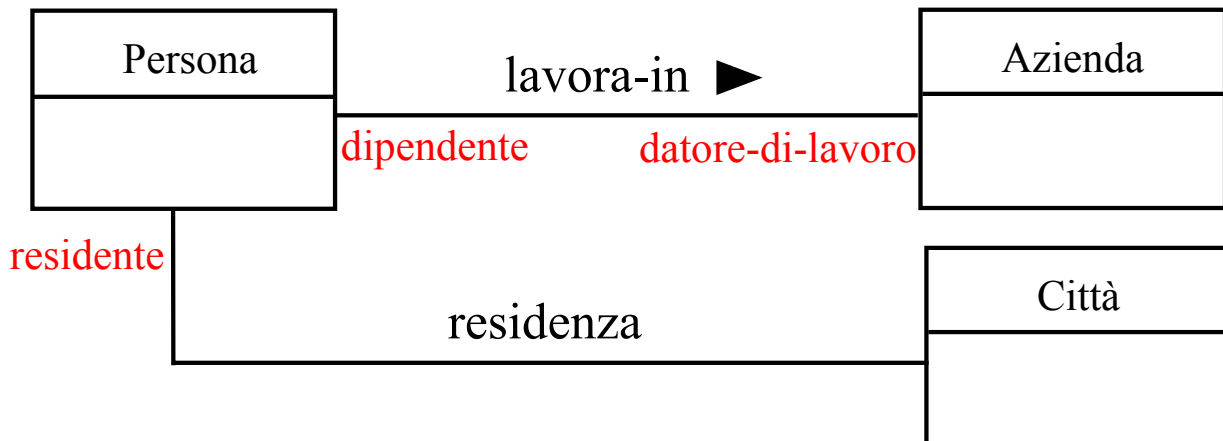 Persona
lavora-in
Azienda
dipendente
datore-di-lavoro
residente
Città
residenza